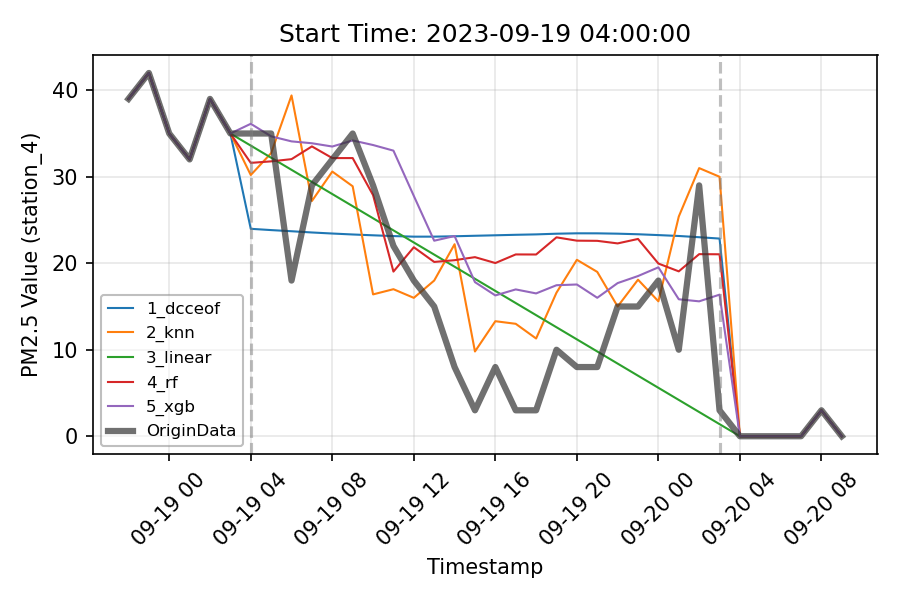 Start Time: 2023-09-19 04:00:00
PM2.5 Value (station_4)
40
30
20
10
0
1_dcceof
2_knn
3_linear
4_rf
5_xgb
OriginData
09-19 00
09-19 04
09-19 08
09-19 12
09-19 16
09-19 20
09-20 00
09-20 04
09-20 08
Timestamp